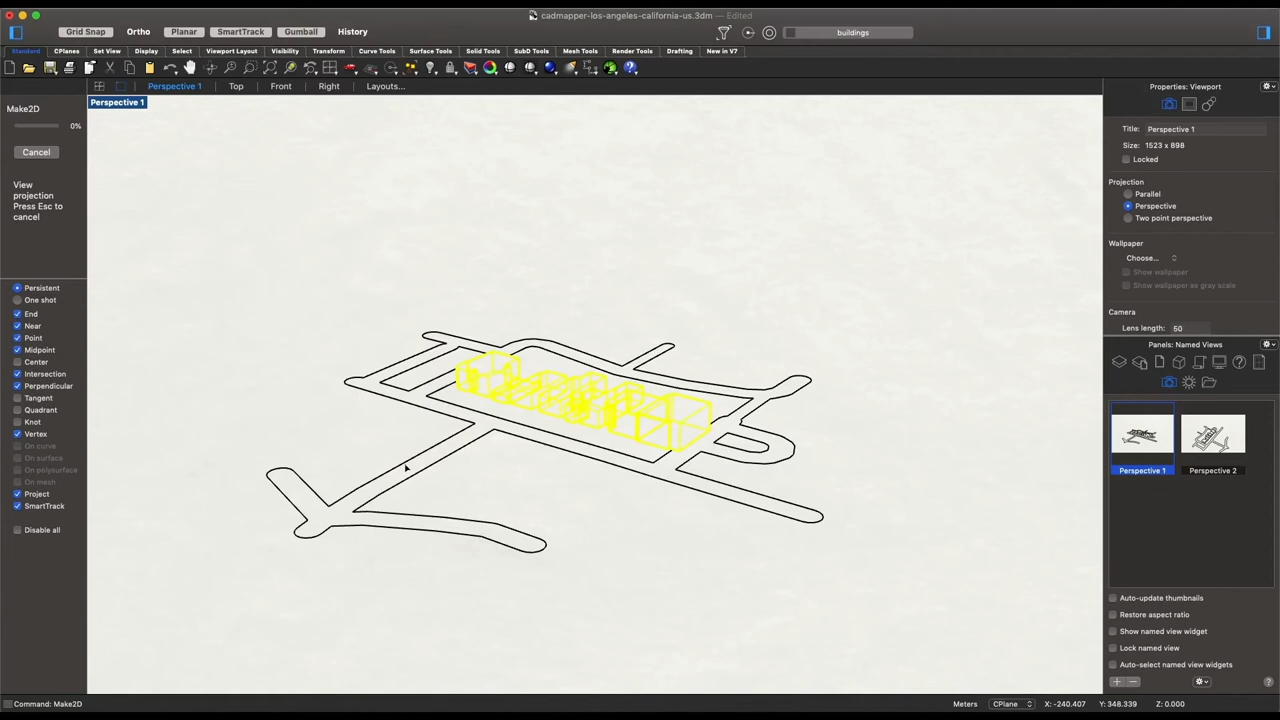 cadmapper-los-angeles-california-us.3dm — Edited
Grid Snap Ortho Planar SmartTrack Gumball History buildings
Standard CPlanes Set View Display Select Viewport Layout Visibility Transform Curve Tools Surface Tools Solid Tools SubD Tools Mesh Tools Render Tools Drafting New in V7
Perspective 1 Top Front Right Layouts...
Perspective 1
Make2D
0%
Cancel
View
projection
Press Esc to
cancel
Persistent
One shot
End
Near
Point
Midpoint
Center
Intersection
Perpendicular
Tangent
Quadrant
Knot
Vertex
On curve
On surface
On polysurface
On mesh
Project
SmartTrack
Disable all
Properties: Viewport
Title: Perspective 1
Size: 1523 x 898
Locked
Projection
Parallel
Perspective
Two point perspective
Wallpaper
Choose...
Show wallpaper
Show wallpaper as gray scale
Camera
Lens length: 50
Panels: Named Views
Perspective 1 Perspective 2
Auto-update thumbnails
Restore aspect ratio
Show named view widget
Lock named view
Auto-select named view widgets
Command: Make2D Meters CPlane X: -240.407 Y: 348.339 Z: 0.000